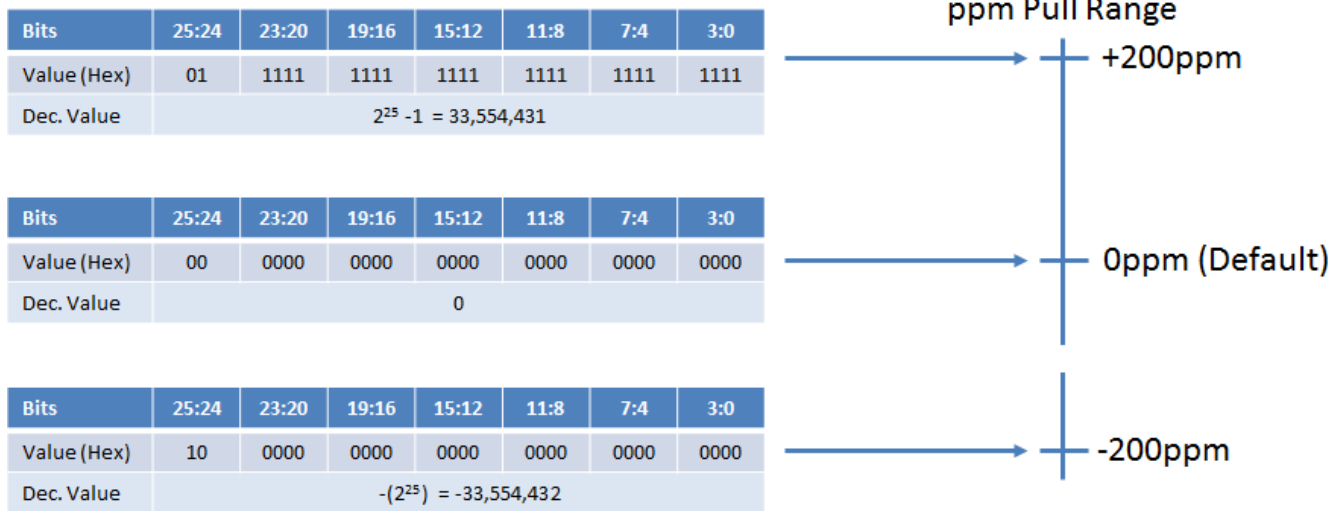 ppm Pull Range
Bits 25:24 23:20 19:16 15:12 11:8 7:4 3:0
Value (Hex) 01 1111 1111 1111 1111 1111 1111
+200ppm
Dec. Value 2²⁵ -1 = 33,554,431
Bits 25:24 23:20 19:16 15:12 11:8 7:4 3:0
Value (Hex) 00 0000 0000 0000 0000 0000 0000
0ppm (Default)
Dec. Value 0
Bits 25:24 23:20 19:16 15:12 11:8 7:4 3:0
Value (Hex) 10 0000 0000 0000 0000 0000 0000
-200ppm
Dec. Value -(2²⁵) = -33,554,432